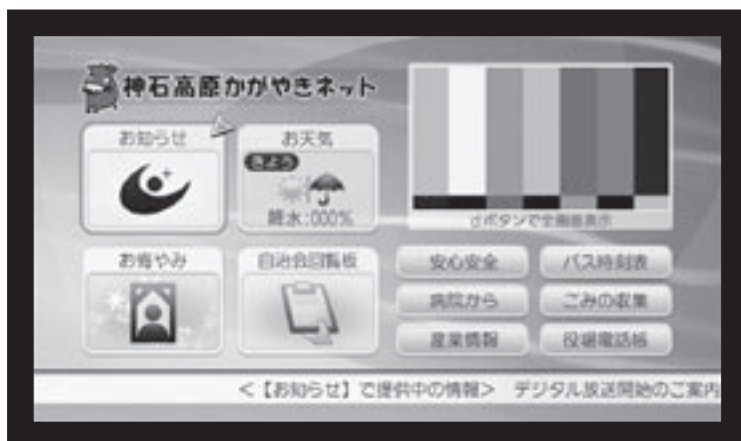 神石高原かがやきネット
お知らせ
お天気
きょう
降水:000%
dボタンで全画面表示
お悔やみ
自治会回覧板
安心安全
バス時刻表
病院から
ごみの収集
産業情報
役場電話帳
<【お知らせ】で提供中の情報> デジタル放送開始のご案内